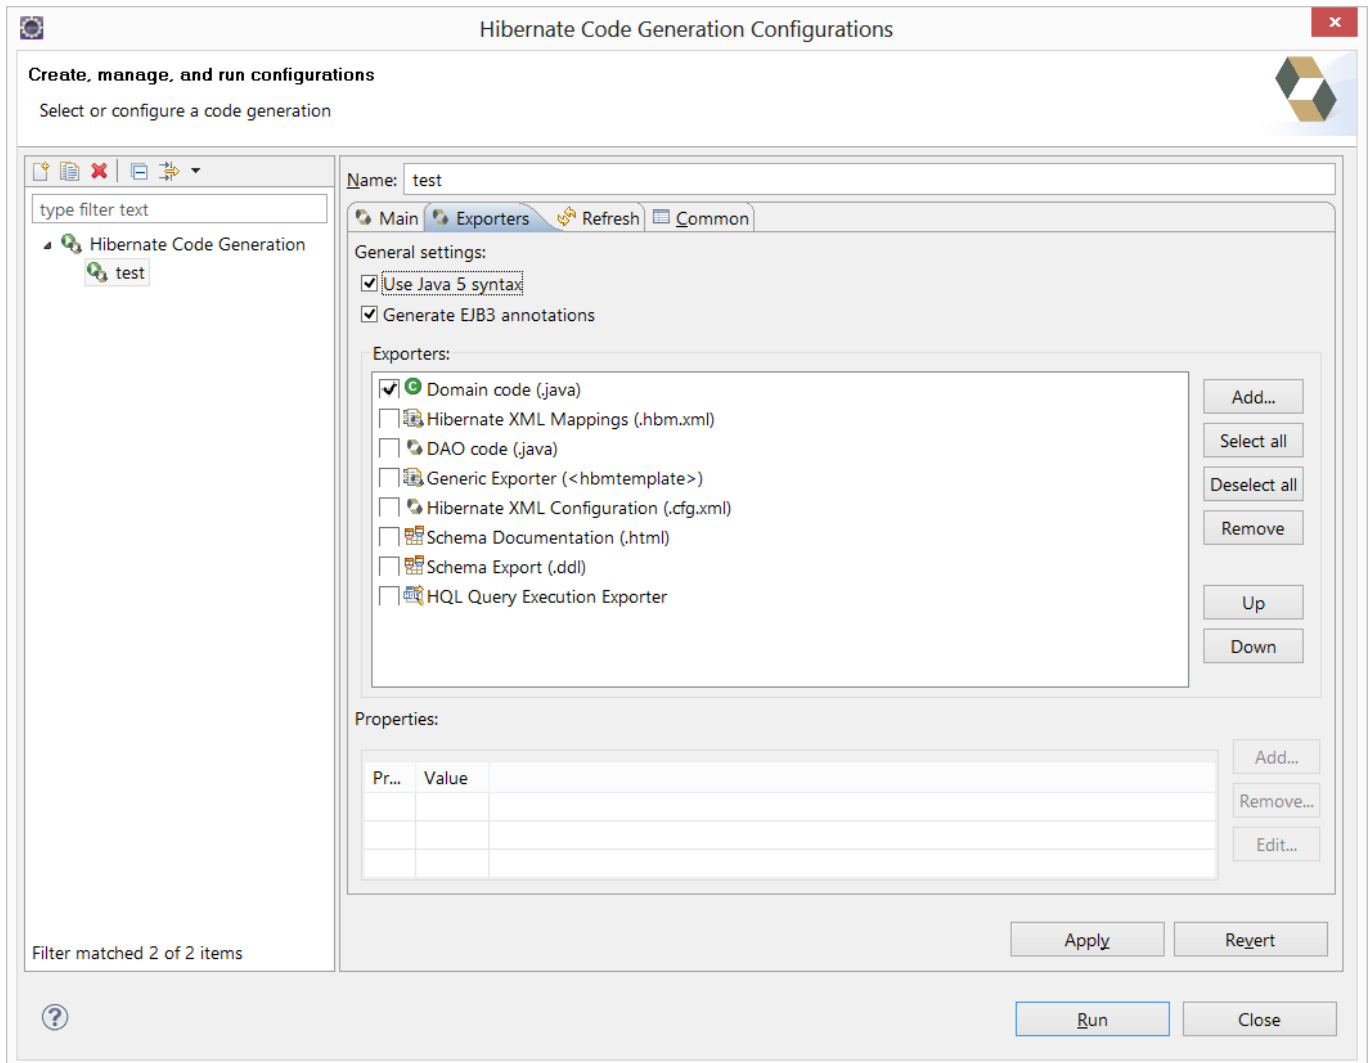 Hibernate Code Generation Configurations
Create, manage, and run configurations
Select or configure a code generation
type filter text
Hibernate Code Generation
test
Filter matched 2 of 2 items
Name: test
Main Exporters Refresh Common
General settings:
Use Java 5 syntax
Generate EJB3 annotations
Exporters:
Domain code (.java)
Hibernate XML Mappings (.hbm.xml)
DAO code (.java)
Generic Exporter (<hbmtemplate>)
Hibernate XML Configuration (.cfg.xml)
Schema Documentation (.html)
Schema Export (.ddl)
HQL Query Execution Exporter
Add...
Select all
Deselect all
Remove
Up
Down
Properties:
Pr... Value
Add...
Remove...
Edit...
Apply Revert
Run Close